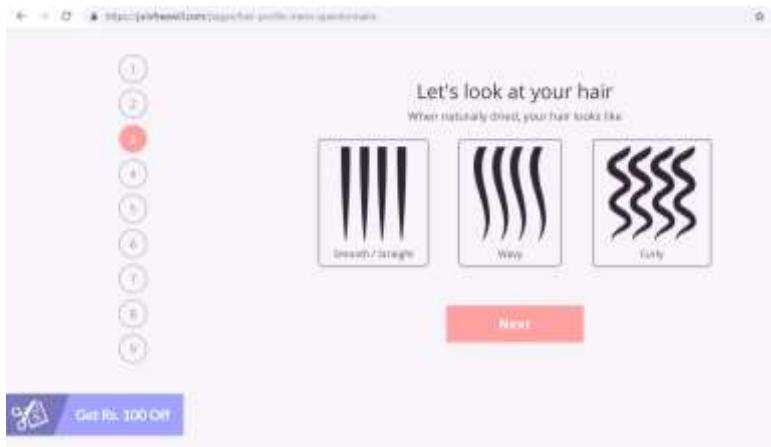 1
2
3
4
5
6
7
8
9
Let's look at your hair
When naturally dried, your hair looks like
Smooth / Straight
Wavy
Curly
Next
Get Rs. 100 Off